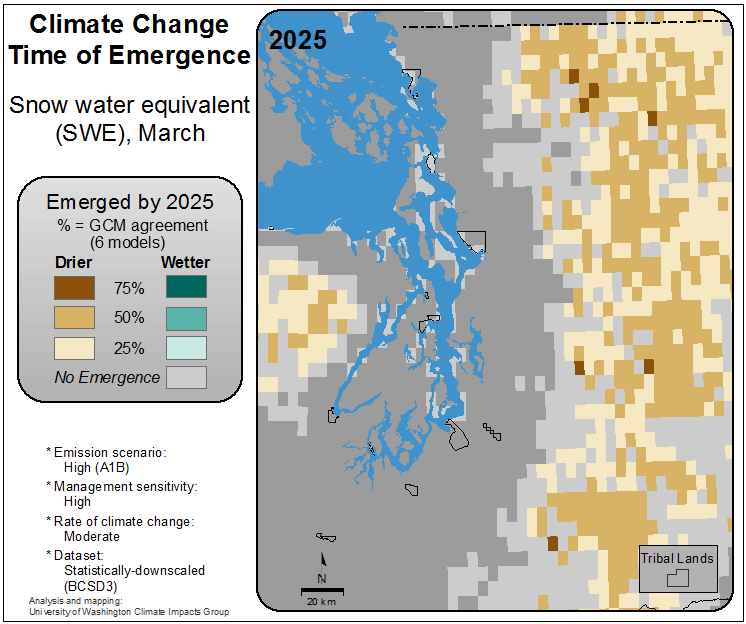 Climate Change
Time of Emergence
Snow water equivalent
(SWE), March
Emerged by 2025
% = GCM agreement
(6 models)
Drier Wetter
75%
50%
25%
No Emergence
* Emission scenario:
High (A1B)
* Management sensitivity:
High
* Rate of climate change:
Moderate
* Dataset:
Statistically-downscaled
(BCSD3)
Analysis and mapping:
University of Washington Climate Impacts Group
2025
N
20 km
Tribal Lands